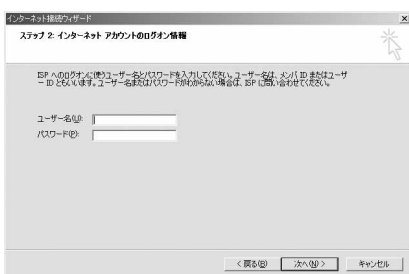 インターネット接続ウィザード
ステップ 2: インターネット アカウントのログオン情報
ISP へのログオンに使うユーザー名とパスワードを入力してください。ユーザー名は、メンバ ID またはユーザ
ー ID ともいいます。ユーザー名またはパスワードがわからない場合は、ISP に問い合わせてください。
ユーザー名(U):
パスワード(P):
< 戻る(B)
次へ(N) >
キャンセル